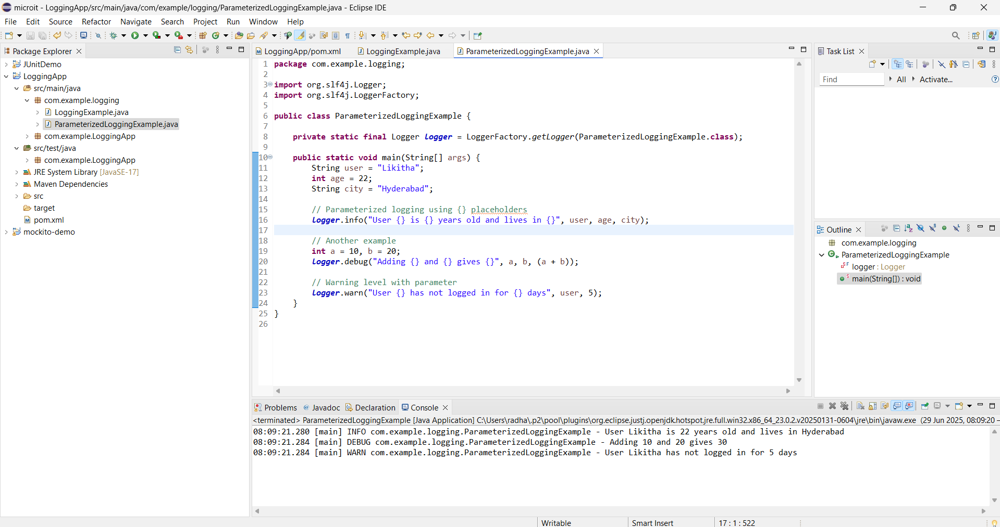 microit - LoggingApp/src/main/java/com/example/logging/ParameterizedLoggingExample.java - Eclipse IDE
File Edit Source Refactor Navigate Search Project Run Window Help
Package Explorer
JUnitDemo
LoggingApp
src/main/java
com.example.logging
LoggingExample.java
ParameterizedLoggingExample.java
com.example.LoggingApp
src/test/java
com.example.LoggingApp
JRE System Library [JavaSE-17]
Maven Dependencies
src
target
pom.xml
mockito-demo
LoggingApp/pom.xml LoggingExample.java ParameterizedLoggingExample.java
1 package com.example.logging;
2
3 import org.slf4j.Logger;
4 import org.slf4j.LoggerFactory;
5
6 public class ParameterizedLoggingExample {
7
8     private static final Logger logger = LoggerFactory.getLogger(ParameterizedLoggingExample.class);
9
10     public static void main(String[] args) {
11         String user = "Likitha";
12         int age = 22;
13         String city = "Hyderabad";
14
15         // Parameterized logging using {} placeholders
16         logger.info("User {} is {} years old and lives in {}", user, age, city);
17
18         // Another example
19         int a = 10, b = 20;
20         logger.debug("Adding {} and {} gives {}", a, b, (a + b));
21
22         // Warning level with parameter
23         logger.warn("User {} has not logged in for {} days", user, 5);
24     }
25 }
26
Task List
Find All Activate...
Outline
com.example.logging
ParameterizedLoggingExample
logger : Logger
main(String[]) : void
Problems Javadoc Declaration Console
<terminated> ParameterizedLoggingExample [Java Application] C:\Users\radha\.p2\pool\plugins\org.eclipse.justj.openjdk.hotspot.jre.full.win32.x86_64_23.0.2.v20250131-0604\jre\bin\javaw.exe (29 Jun 2025, 08:09:20 –
08:09:21.280 [main] INFO com.example.logging.ParameterizedLoggingExample - User Likitha is 22 years old and lives in Hyderabad
08:09:21.284 [main] DEBUG com.example.logging.ParameterizedLoggingExample - Adding 10 and 20 gives 30
08:09:21.284 [main] WARN com.example.logging.ParameterizedLoggingExample - User Likitha has not logged in for 5 days
Writable Smart Insert 17 : 1 : 522